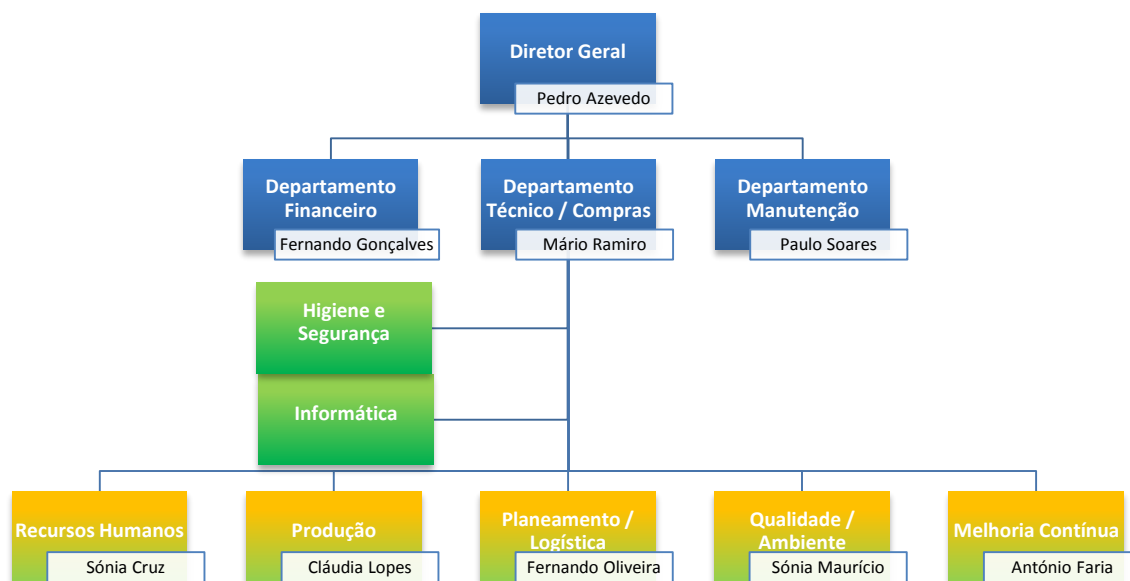 Diretor Geral
Pedro Azevedo
Departamento
Financeiro
Fernando Gonçalves
Departamento
Técnico / Compras
Mário Ramiro
Departamento
Manutenção
Paulo Soares
Higiene e
Segurança
Informática
Recursos Humanos
Sónia Cruz
Produção
Cláudia Lopes
Planeamento /
Logística
Fernando Oliveira
Qualidade /
Ambiente
Sónia Maurício
Melhoria Contínua
António Faria